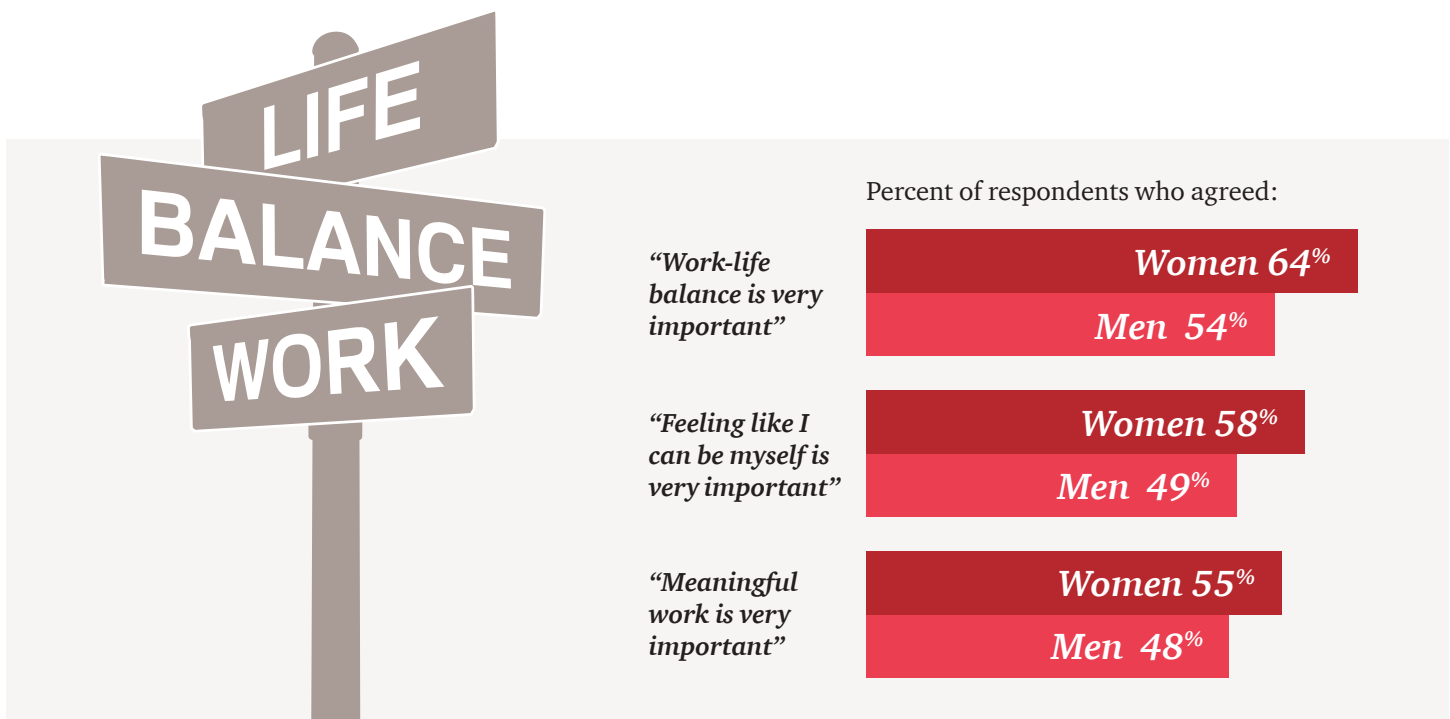 LIFE
BALANCE
WORK
Percent of respondents who agreed:
“Work-life
balance is very
important”
Women 64%
Men 54%
“Feeling like I
can be myself is
very important”
Women 58%
Men 49%
“Meaningful
work is very
important”
Women 55%
Men 48%